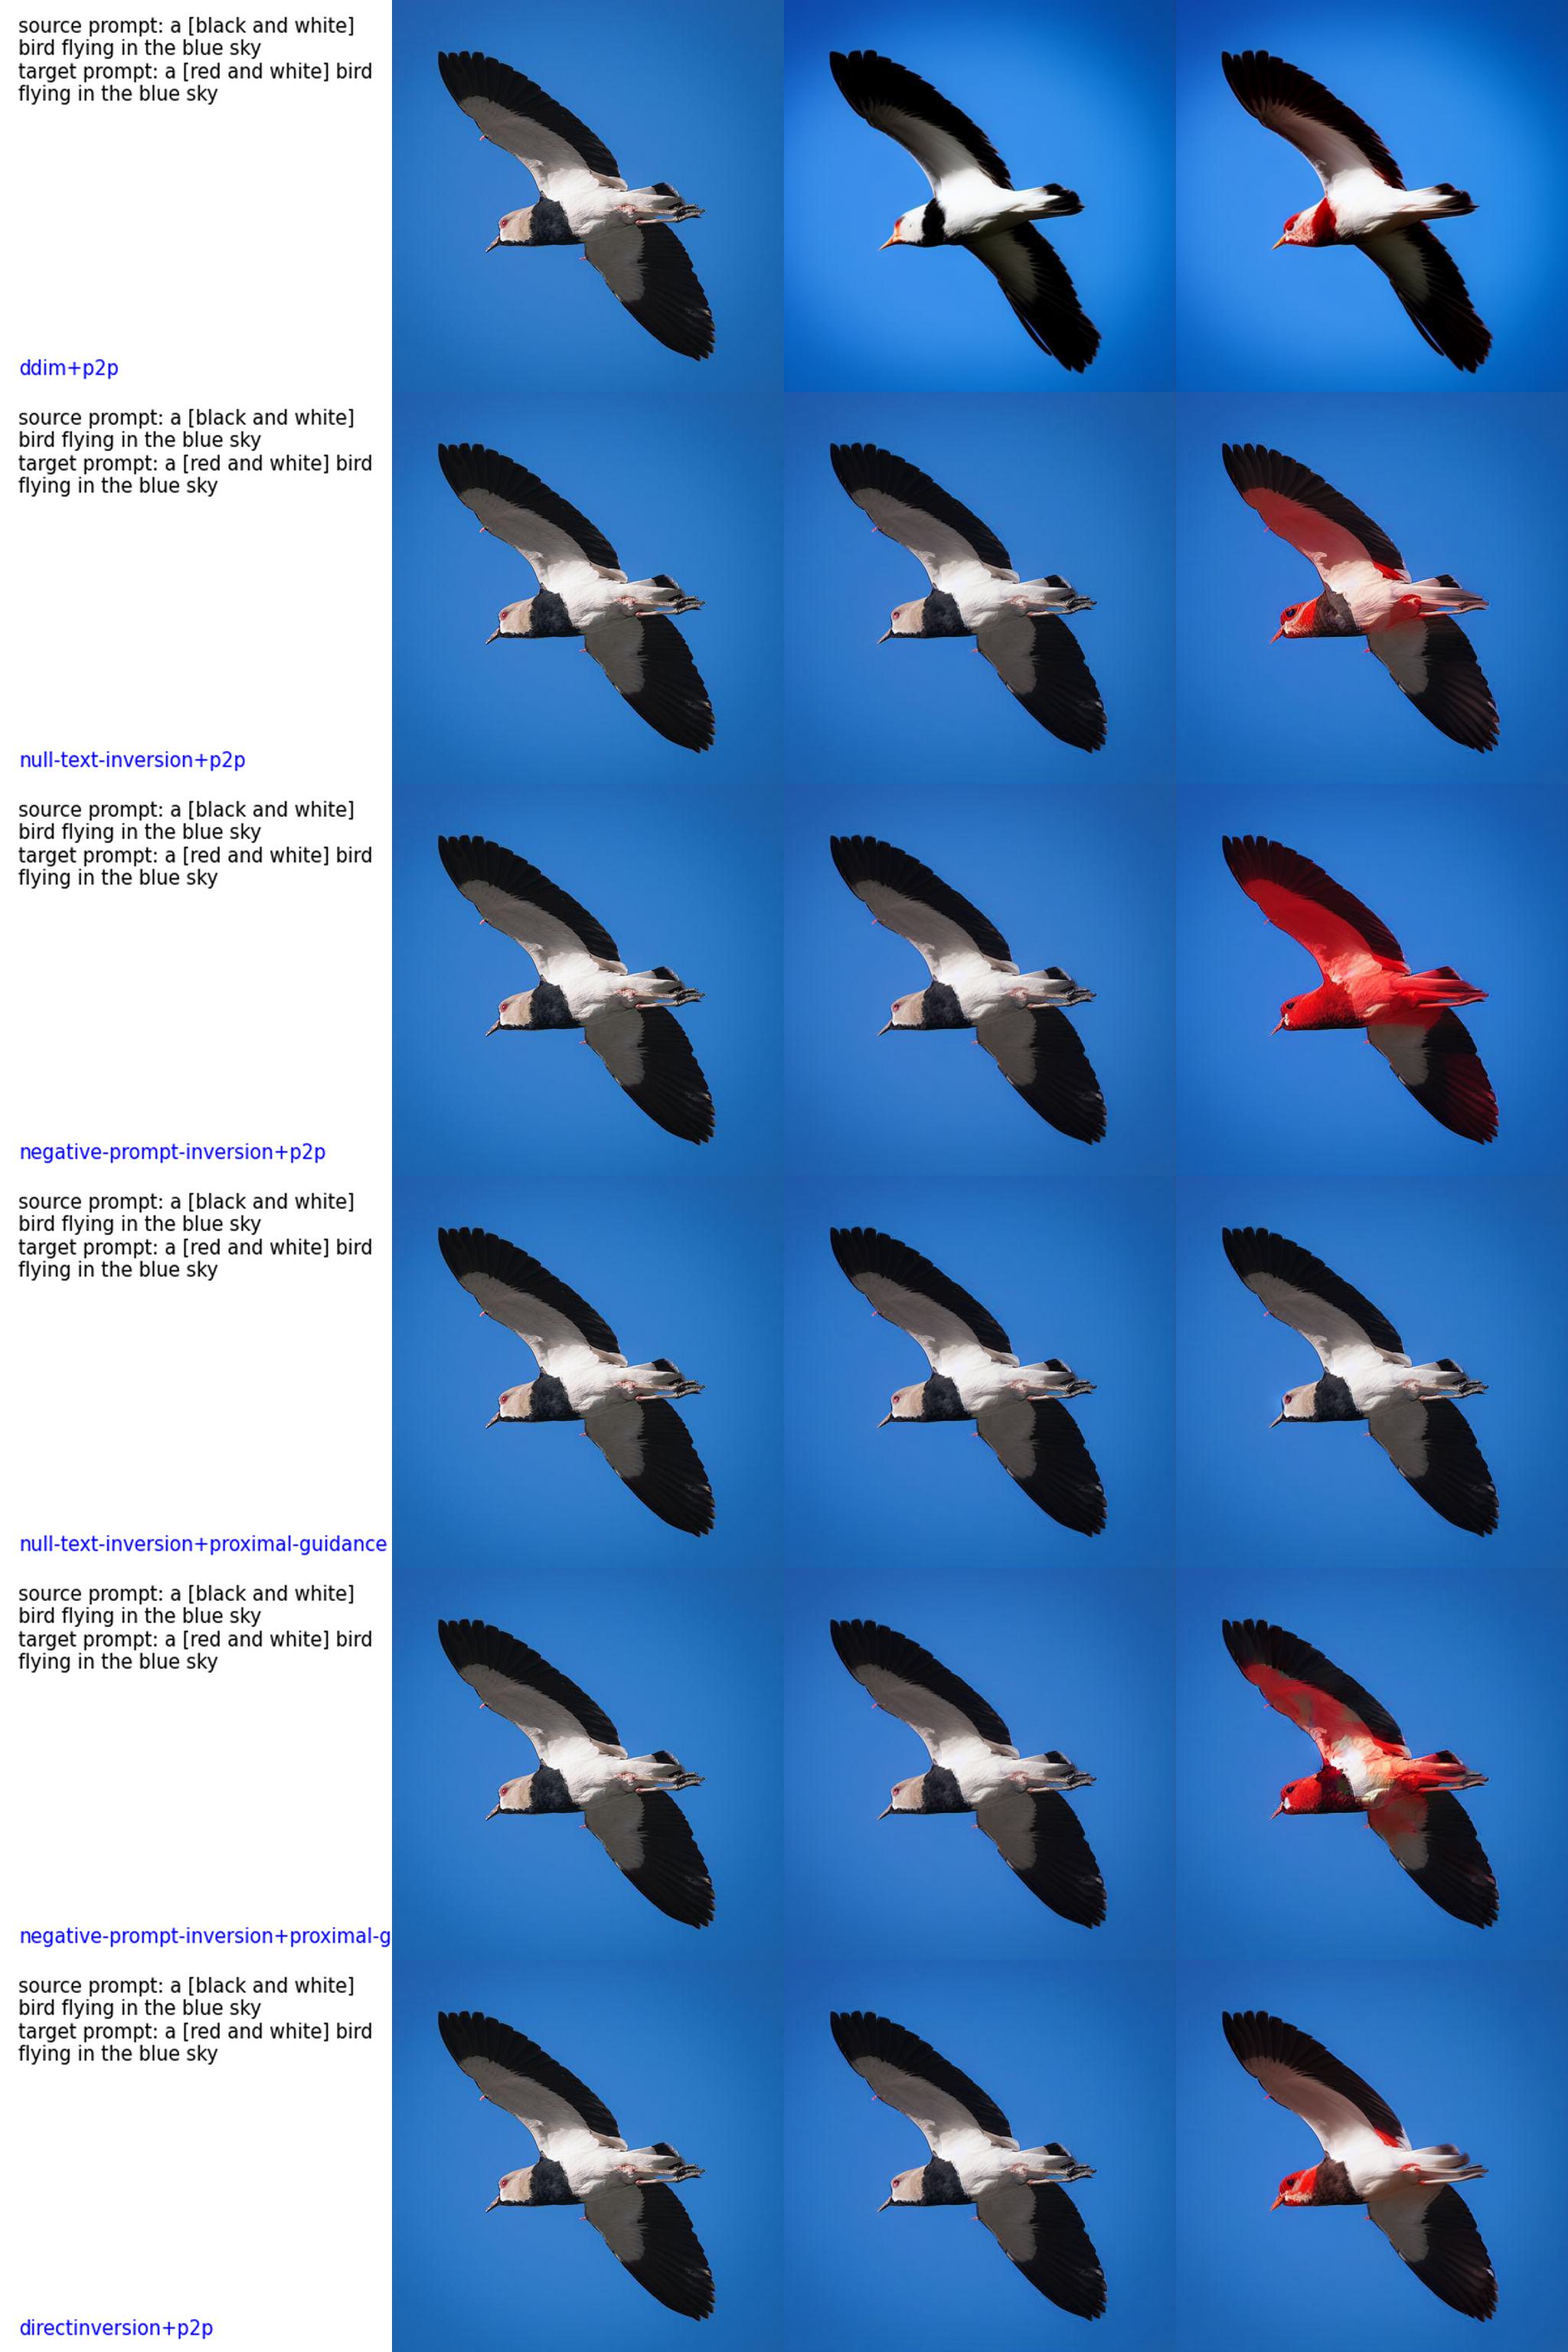 source prompt: a [black and white]
bird flying in the blue sky
target prompt: a [red and white] bird
flying in the blue sky
ddim+p2p
source prompt: a [black and white]
bird flying in the blue sky
target prompt: a [red and white] bird
flying in the blue sky
null-text-inversion+p2p
source prompt: a [black and white]
bird flying in the blue sky
target prompt: a [red and white] bird
flying in the blue sky
negative-prompt-inversion+p2p
source prompt: a [black and white]
bird flying in the blue sky
target prompt: a [red and white] bird
flying in the blue sky
null-text-inversion+proximal-guidance
source prompt: a [black and white]
bird flying in the blue sky
target prompt: a [red and white] bird
flying in the blue sky
negative-prompt-inversion+proximal-g
source prompt: a [black and white]
bird flying in the blue sky
target prompt: a [red and white] bird
flying in the blue sky
directinversion+p2p